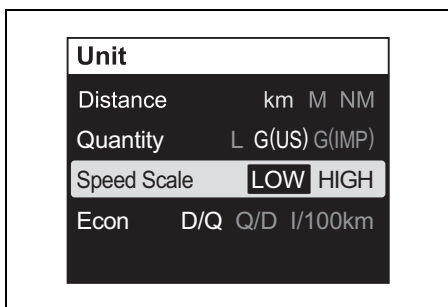 Unit
Distance km M NM
Quantity L G(US) G(IMP)
Speed Scale LOW HIGH
Econ D/Q Q/D l/100km